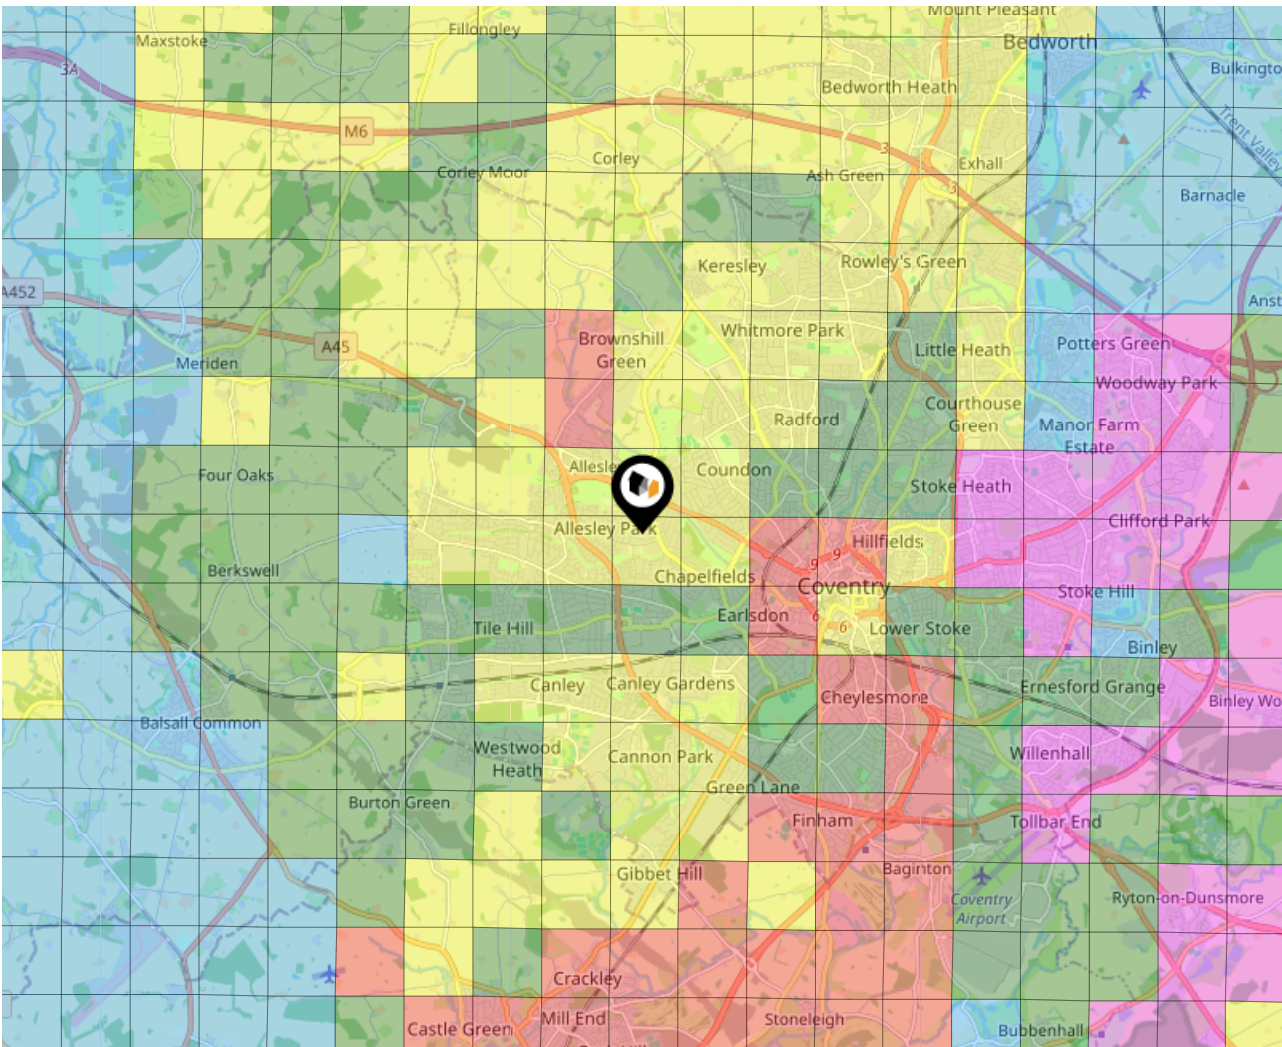 Mount Pleasant
Fillongley
Maxstoke
Bedworth
3A
Bulkingto
Bedworth Heath
M6
Trent Valley
3
Corley
Exhall
Corley Moor
Ash Green
3
Barnacle
Keresley
Rowley's Green
A452
Anst
Brownshill
Green
Whitmore Park
A45
Little Heath
Potters Green
Meriden
Woodway Park
Courthouse
Green
Radford
Manor Farm
Estate
Allesle
Coundon
Four Oaks
Stoke Heath
Allesley Park
Clifford Park
Hillfields
9
9
Berkswell
Chapelfields
Coventry
Stoke Hill
Earlsdon
6
6
Tile Hill
Lower Stoke
Binley
Canley
Canley Gardens
Ernesford Grange
Cheylesmore
Binley Wo
Balsall Common
Westwood
Heath
Cannon Park
Willenhall
Green Lane
Burton Green
Finham
Tollbar End
Gibbet Hill
Baginton
Coventry
Airport
Ryton-on-Dunsmore
Crackley
Castle Green
Mill End
Stoneleigh
Bubbenhall